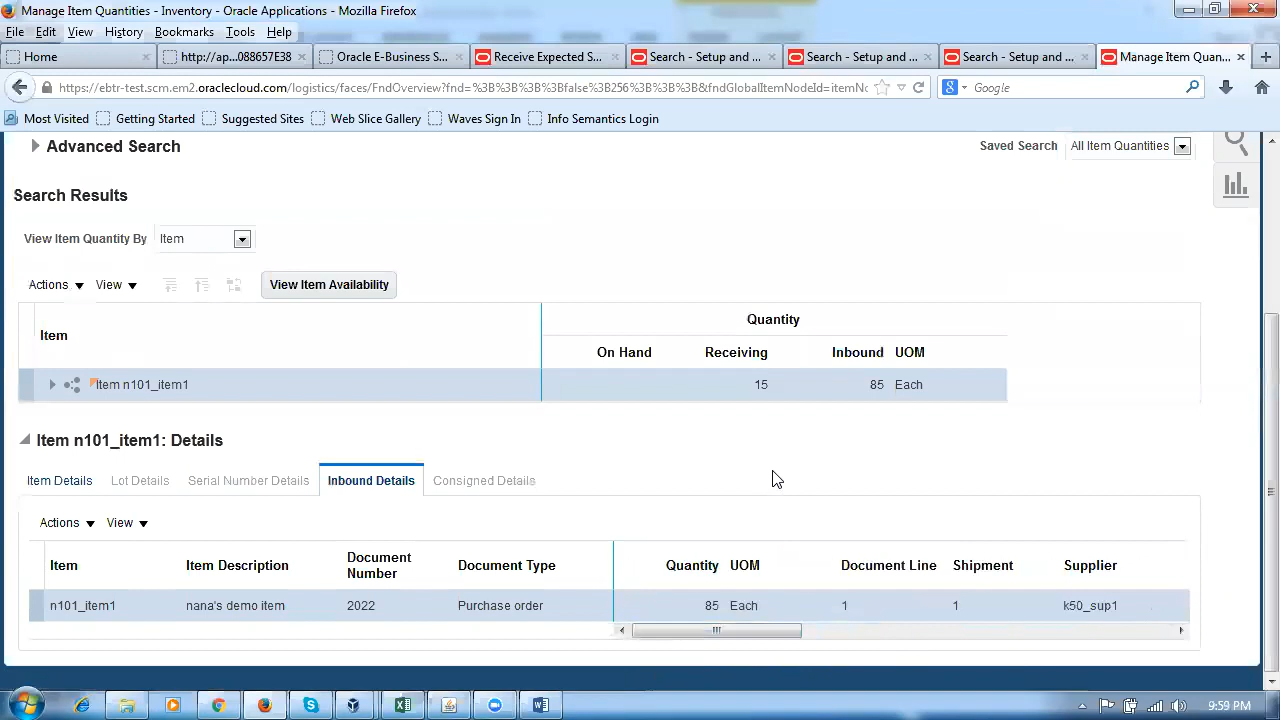 Manage Item Quantities - Inventory - Oracle Applications - Mozilla Firefox
File Edit View History Bookmarks Tools Help
Home http://ap...088657E38 Oracle E-Business S... Receive Expected S... Search - Setup and ... Search - Setup and ... Search - Setup and ... Manage Item Quan...
https://ebtr-test.scm.em2.oraclecloud.com/logistics/faces/FndOverview?fnd=%3B%3B%3Bfalse%3B256%3B%3B%3B&fndGlobalItemNodeId=itemNo Google
Most Visited Getting Started Suggested Sites Web Slice Gallery Waves Sign In Info Semantics Login
Advanced Search Saved Search All Item Quantities
Search Results
View Item Quantity By Item
Actions View View Item Availability
Quantity
Item
On Hand Receiving Inbound UOM
Item n101_item1 15 85 Each
Item n101_item1: Details
Item Details Lot Details Serial Number Details Inbound Details Consigned Details
Actions View
Item Item Description Document Number Document Type Quantity UOM Document Line Shipment Supplier
n101_item1 nana's demo item 2022 Purchase order 85 Each 1 1 k50_sup1
9:59 PM